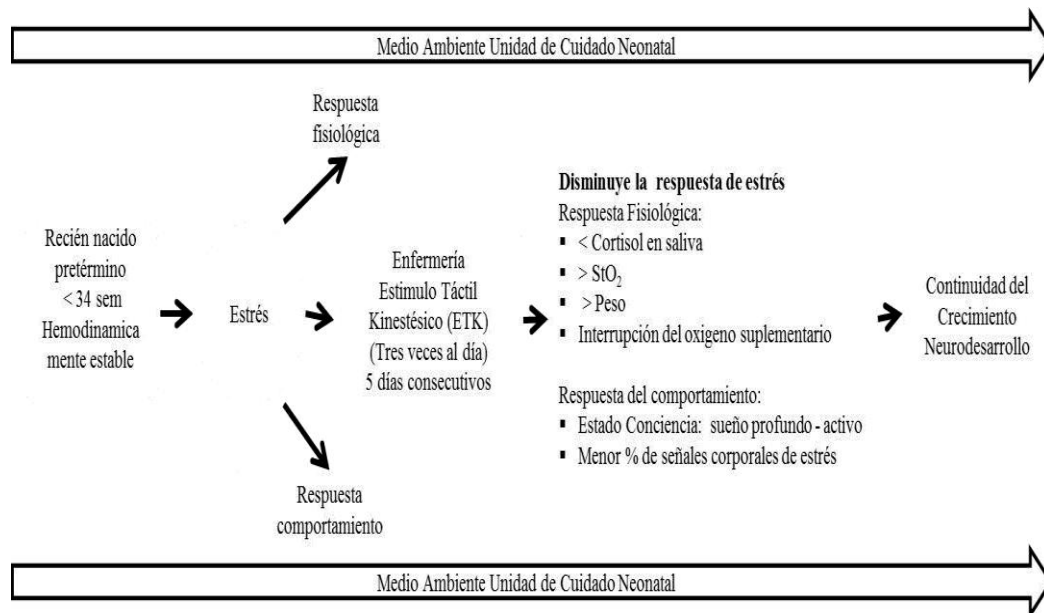 Medio Ambiente Unidad de Cuidado Neonatal
Respuesta
fisiológica
Recién nacido
pretérmino
< 34 sem
Hemodinamica
mente estable
Estrés
Enfermería
Estimulo Táctil
Kinestésico (ETK)
(Tres veces al día)
5 días consecutivos
Respuesta
comportamiento
Disminuye la respuesta de estrés
Respuesta Fisiológica:
▪ < Cortisol en saliva
▪ > StO₂
▪ > Peso
▪ Interrupción del oxigeno suplementario
Respuesta del comportamiento:
▪ Estado Conciencia: sueño profundo - activo
▪ Menor % de señales corporales de estrés
Continuidad del
Crecimiento
Neurodesarrollo
Medio Ambiente Unidad de Cuidado Neonatal